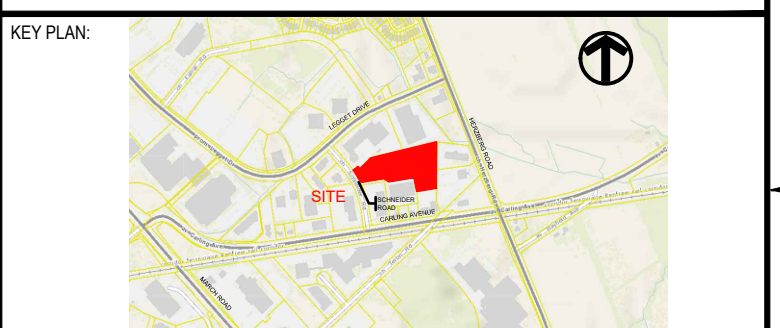 KEY PLAN:
LEGGET DRIVE
HERZBERG ROAD
SITE
SCHNEIDER
ROAD
CARLING AVENUE
MARCH ROAD